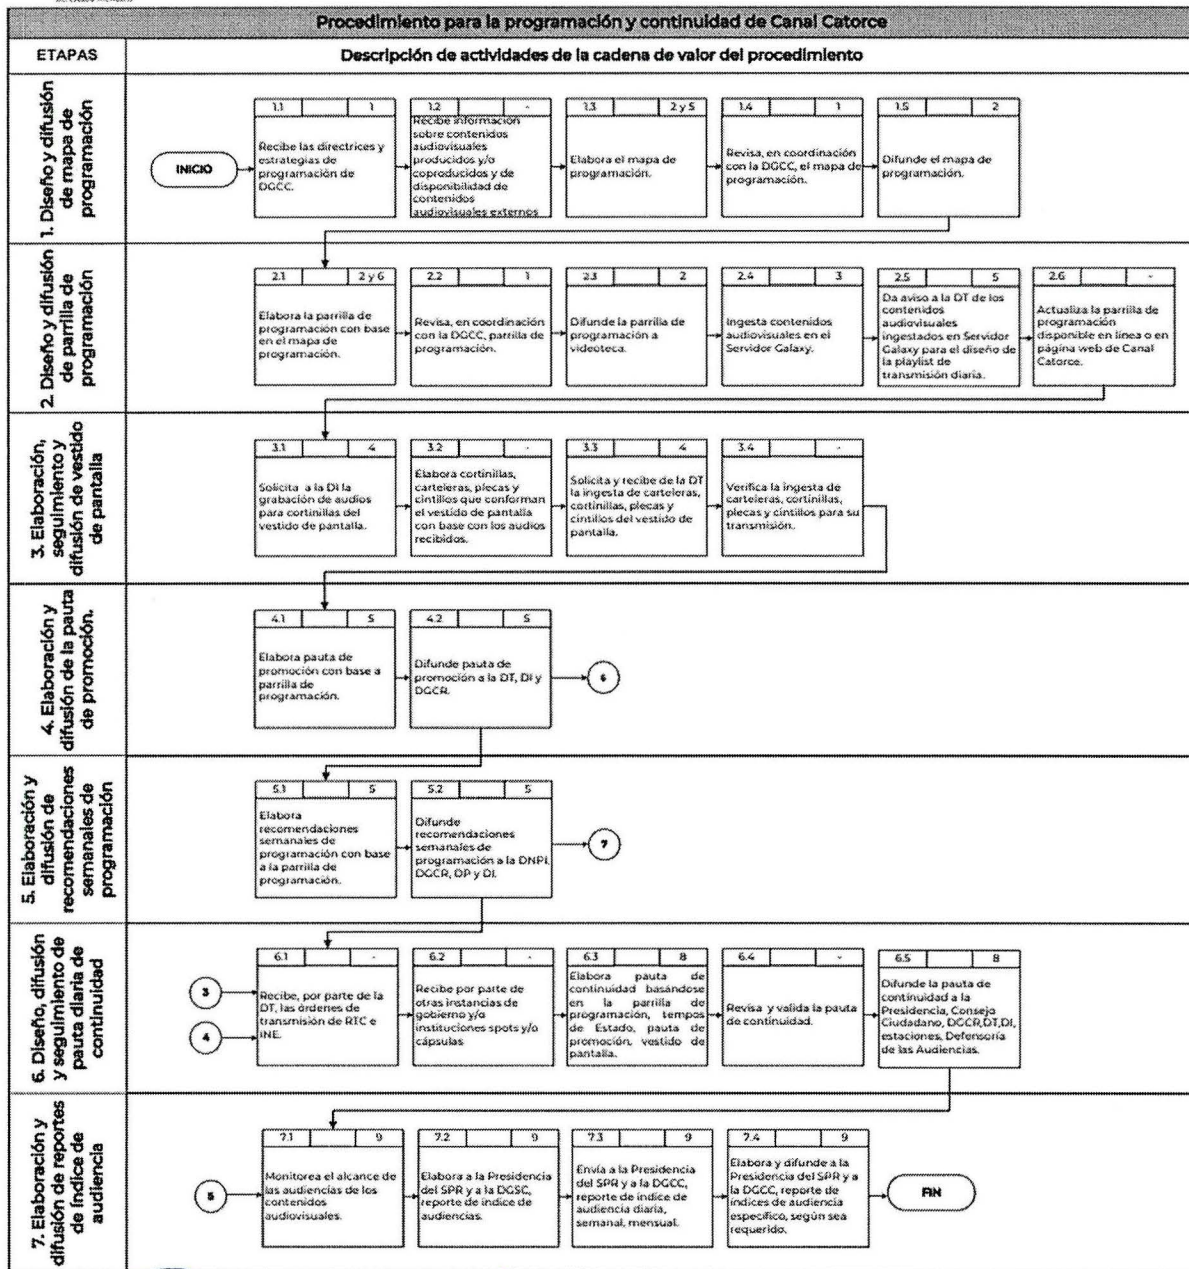 Procedimiento para la programación y continuidad de Canal Catorce
ETAPAS
Descripción de actividades de la cadena de valor del procedimiento
1. Diseño y difusión
de mapa de
programación
INICIO
1.1 1
Recibe las directrices y
estrategias de
programación de
DGCC.
1.2 -
Recibe información
sobre contenidos
audiovisuales
producidos y/o
coproducidos y de
disponibilidad de
contenidos
audiovisuales externos
1.3 2 y 5
Elabora el mapa de
programación.
1.4 1
Revisa, en coordinación
con la DGCC, el mapa de
programación.
1.5 2
Difunde el mapa de
programación.
2. Diseño y difusión
de parrilla de
programación
2.1 2 y 6
Elabora la parrilla de
programación con base
en el mapa de
programación.
2.2 1
Revisa, en coordinación
con la DGCC, parrilla de
programación.
2.3 2
Difunde la parrilla de
programación a
videoteca.
2.4 3
Ingesta contenidos
audiovisuales en el
Servidor Galaxy.
2.5 5
Da aviso a la DT de los
contenidos
audiovisuales
ingestados en Servidor
Galaxy para el diseño de
la playlist de
transmisión diaria.
2.6 -
Actualiza la parrilla de
programación
disponible en línea o en
página web de Canal
Catorce.
3. Elaboración,
seguimiento y
difusión de vestido
de pantalla
3.1 4
Solicita a la DI la
grabación de audios
para cortinillas del
vestido de pantalla.
3.2 -
Elabora cortinillas,
carteleras, plecas y
cintillos que conforman
el vestido de pantalla
con base con los audios
recibidos.
3.3 4
Solicita y recibe de la DT
la ingesta de carteleras,
cortinillas, plecas y
cintillos del vestido de
pantalla.
3.4 -
Verifica la ingesta de
carteleras, cortinillas,
plecas y cintillos para su
transmisión.
4. Elaboración y
difusión de la pauta
de promoción.
4.1 5
Elabora pauta de
promoción con base a
parrilla de
programación.
4.2 5
Difunde pauta de
promoción a la DT, DI y
DGCR.
6
5. Elaboración y
difusión de
recomendaciones
semanales de
programación
5.1 5
Elabora
recomendaciones
semanales de
programación con base
a la parrilla de
programación.
5.2 5
Difunde
recomendaciones
semanales de
programación a la DNPI,
DGCR, DP y DI.
7
6. Diseño, difusión
y seguimiento de
pauta diaria de
continuidad
3
4
6.1 -
Recibe, por parte de la
DT, las órdenes de
transmisión de RTC e
INE.
6.2 -
Recibe por parte de
otras instancias de
gobierno y/o
instituciones spots y/o
cápsulas
6.3 8
Elabora pauta de
continuidad basándose
en la parrilla de
programación, tempos
de Estado, pauta de
promoción, vestido de
pantalla.
6.4 -
Revisa y valida la pauta
de continuidad.
6.5 8
Difunde la pauta de
continuidad a la
Presidencia, Consejo
Ciudadano, DGCR,DT,DI,
estaciones, Defensoría
de las Audiencias.
7. Elaboración y
difusión de reportes
de índice de
audiencia
5
7.1 9
Monitorea el alcance de
las audiencias de los
contenidos
audiovisuales.
7.2 9
Elabora a la Presidencia
del SPR y a la DGSC,
reporte de índice de
audiencias.
7.3 9
Envía a la Presidencia
del SPR y a la DGCC,
reporte de índice de
audiencia diaria,
semanal, mensual.
7.4 9
Elabora y difunde a la
Presidencia del SPR y a
la DGCC, reporte de
índices de audiencia
específico, según sea
requerido.
FIN